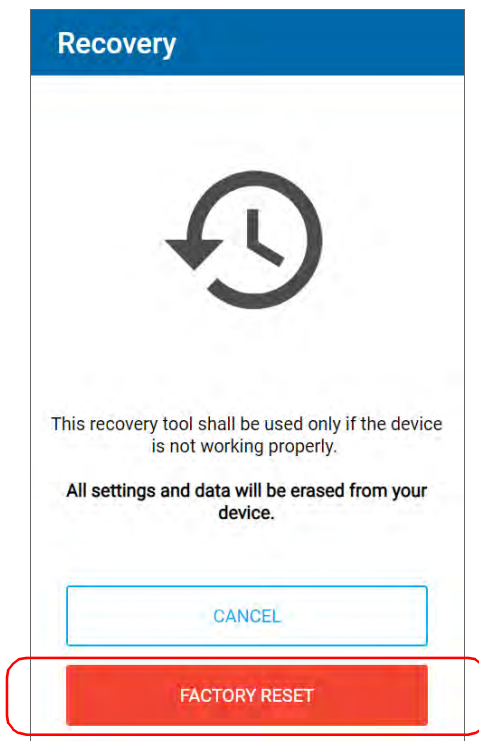 Recovery
This recovery tool shall be used only if the device
is not working properly.
All settings and data will be erased from your
device.
CANCEL
FACTORY RESET